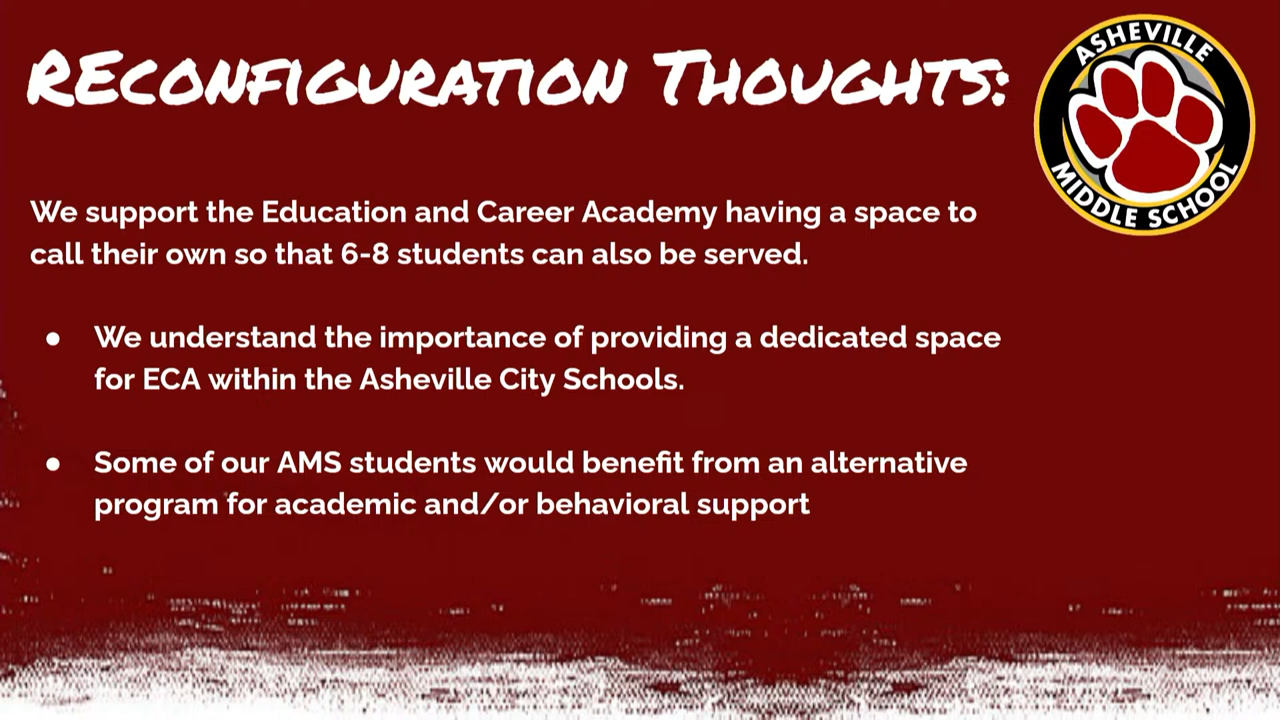 REconfiguration Thoughts:
ASHEVILLE
MIDDLE SCHOOL
We support the Education and Career Academy having a space to
call their own so that 6-8 students can also be served.
● We understand the importance of providing a dedicated space
for ECA within the Asheville City Schools.
● Some of our AMS students would benefit from an alternative
program for academic and/or behavioral support